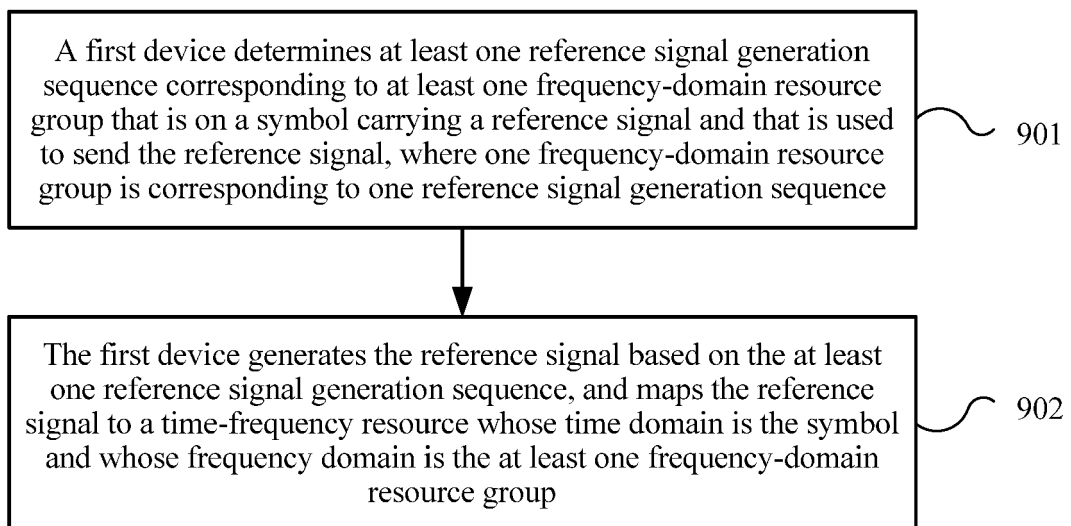 A first device determines at least one reference signal generation
sequence corresponding to at least one frequency-domain resource
group that is on a symbol carrying a reference signal and that is used
to send the reference signal, where one frequency-domain resource
group is corresponding to one reference signal generation sequence
901
The first device generates the reference signal based on the at least
one reference signal generation sequence, and maps the reference
signal to a time-frequency resource whose time domain is the symbol
and whose frequency domain is the at least one frequency-domain
resource group
902